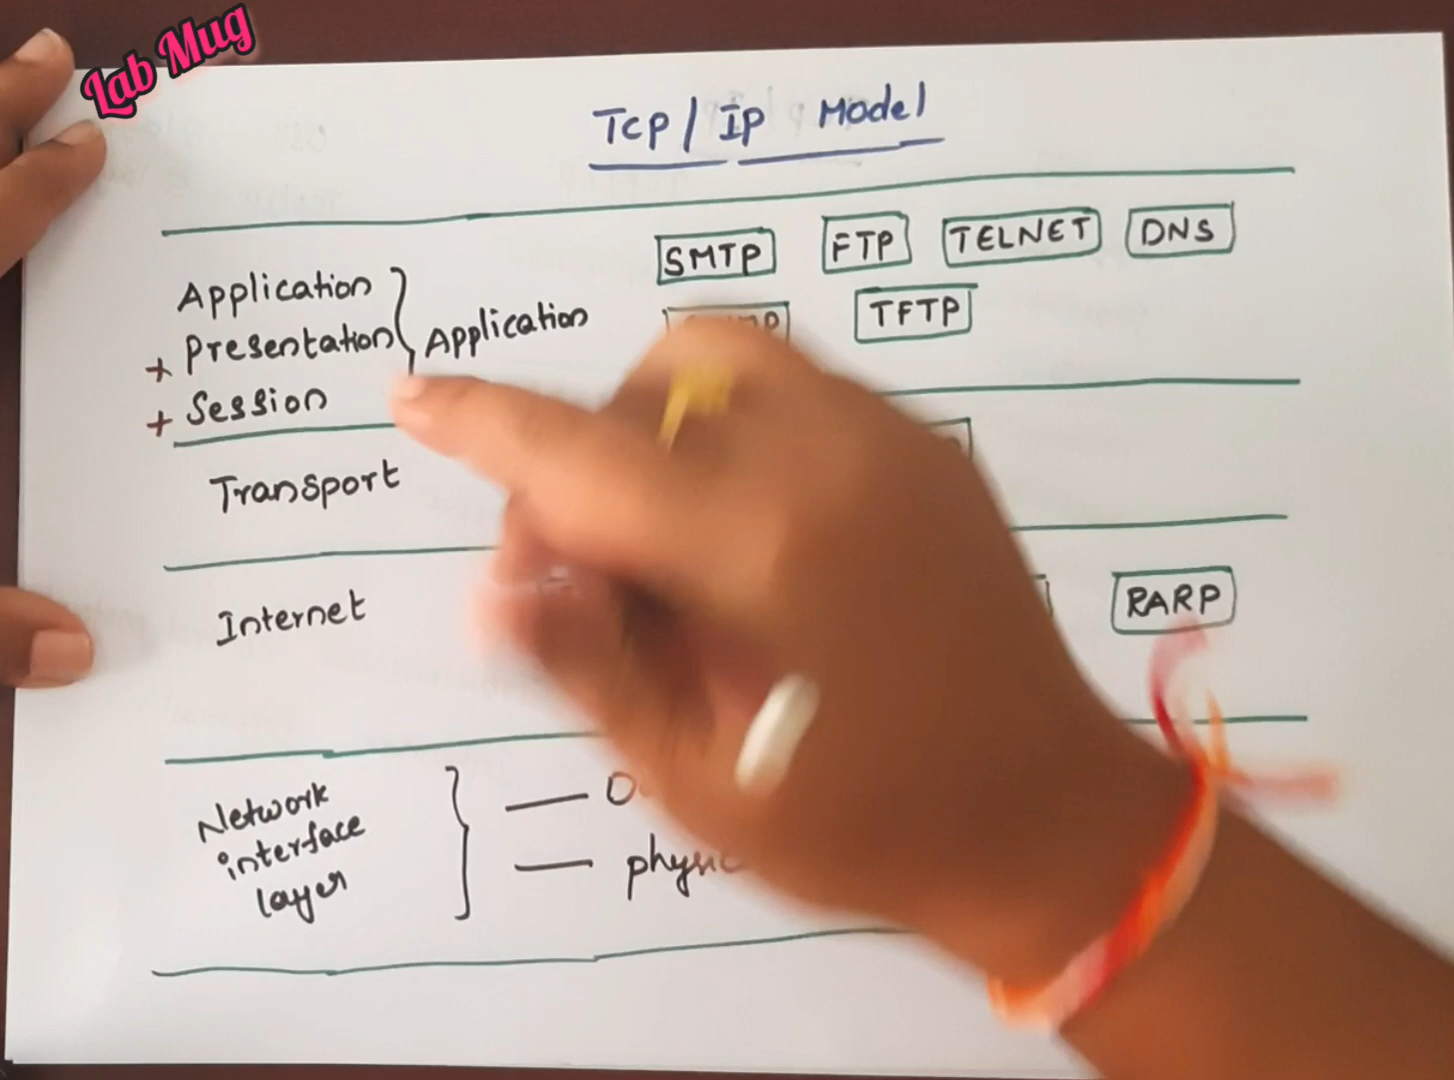 Lab Mug
TCP / IP Model
SMTP FTP TELNET DNS
TFTP
Application
+ Presentation
+ Session
Application
Transport
Internet
RARP
Network
interface
layer